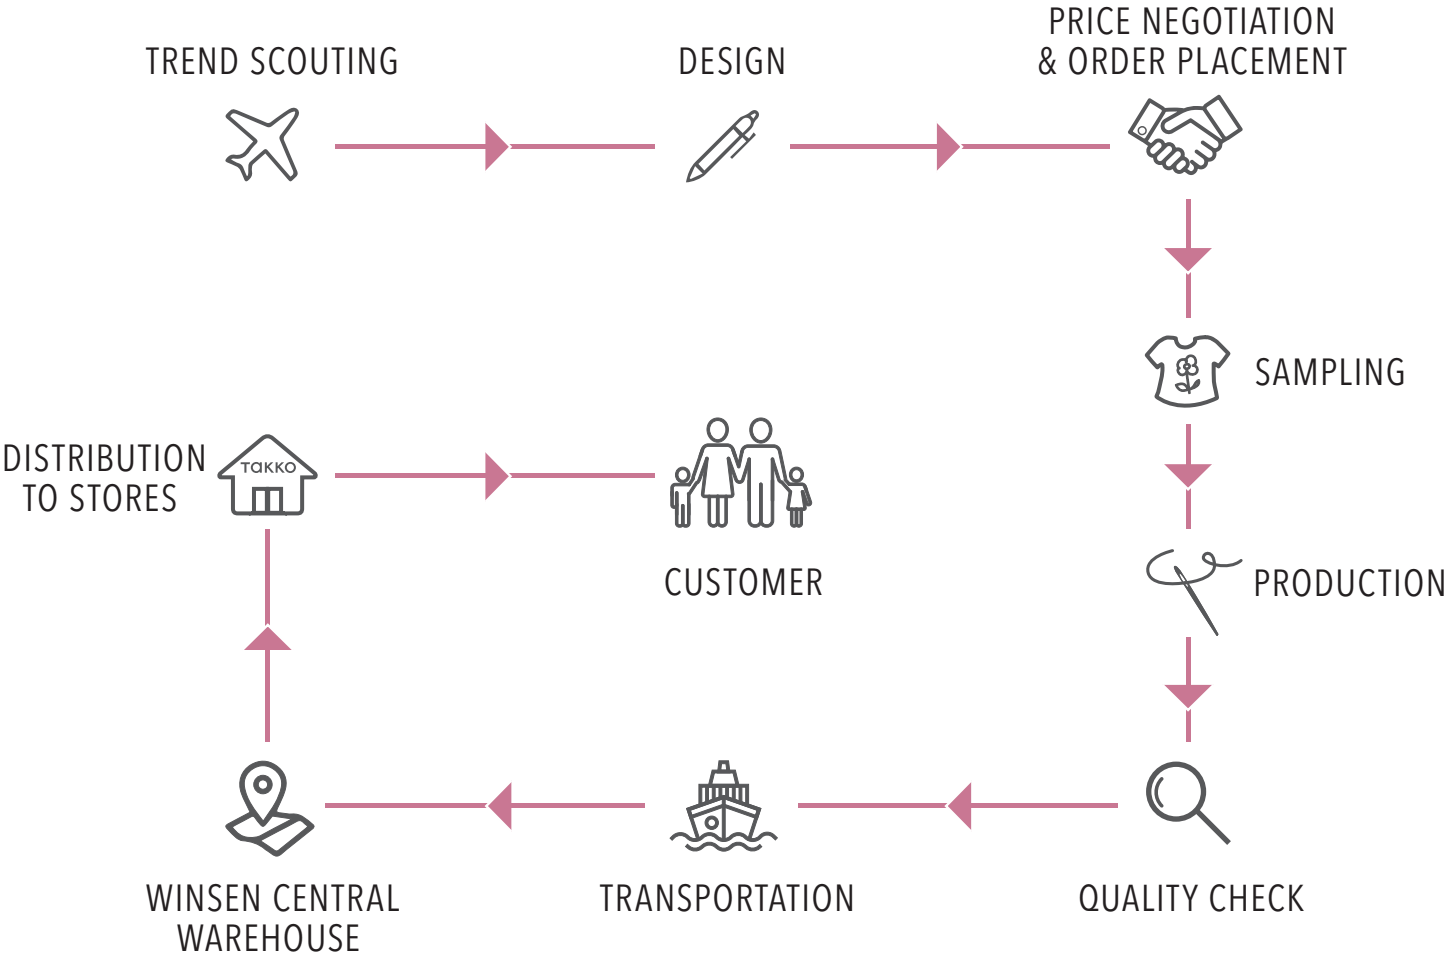 TREND SCOUTING
DESIGN
PRICE NEGOTIATION
& ORDER PLACEMENT
SAMPLING
PRODUCTION
QUALITY CHECK
TRANSPORTATION
WINSEN CENTRAL
WAREHOUSE
DISTRIBUTION
TO STORES
TAKKO
CUSTOMER